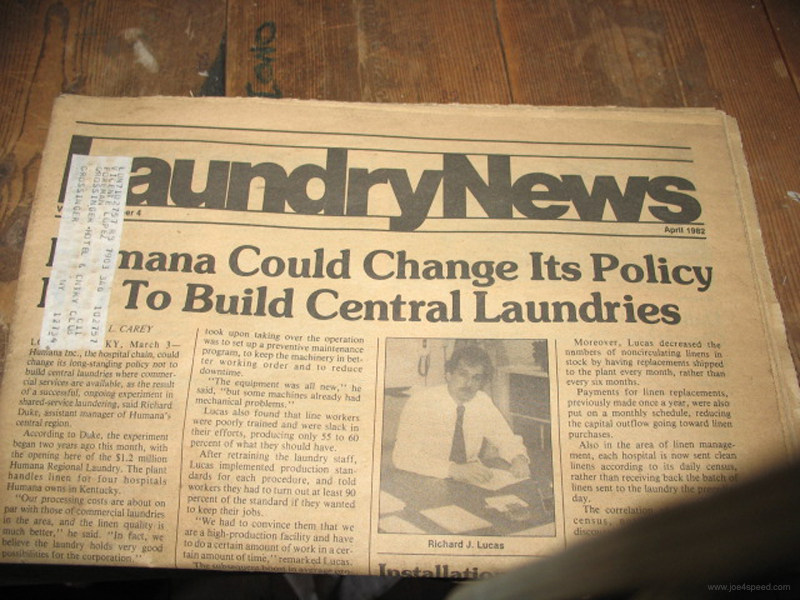 LaundryNews
April 1982
mana Could Change Its Policy
To Build Central Laundries
L. CAREY
KY, March 3—
Humana Inc., the hospital chain, could
change its long-standing policy not to
build central laundries where commer-
cial services are available, as the result
of a successful, ongoing experiment in
shared-service laundering, said Richard
Duke, assistant manager of Humana's
central region.
According to Duke, the experiment
began two years ago this month, with
the opening here of the $1.2 million
Humana Regional Laundry. The plant
handles linen for four hospitals
Humana owns in Kentucky.
"Our processing costs are about on
par with those of commercial laundries
in the area, and the linen quality is
much better," he said. "In fact, we
believe the laundry holds very good
possibilities for the corporation."
took upon taking over the operation
was to set up a preventive maintenance
program, to keep the machinery in bet-
ter working order and to reduce
downtime.
"The equipment was all new," he
said, "but some machines already had
mechanical problems."
Lucas also found that line workers
were poorly trained and were slack in
their efforts, producing only 55 to 60
percent of what they should have.
After retraining the laundry staff,
Lucas implemented production stan-
dards for each procedure, and told
workers they had to turn out at least 90
percent of the standard if they wanted
to keep their jobs.
"We had to convince them that we
are a high-production facility and have
to do a certain amount of work in a cer-
tain amount of time," remarked Lucas.
The subsequent boost in average pro-
Richard J. Lucas
Installatio
Moreover, Lucas decreased the
numbers of noncirculating linens in
stock by having replacements shipped
to the plant every month, rather than
every six months.
Payments for linen replacements,
previously made once a year, were also
put on a monthly schedule, reducing
the capital outflow going toward linen
purchases.
Also in the area of linen manage-
ment, each hospital is now sent clean
linens according to its daily census,
rather than receiving back the batch of
linen sent to the laundry the preceding
day.
The correlation
census,
www.joe4speed.com